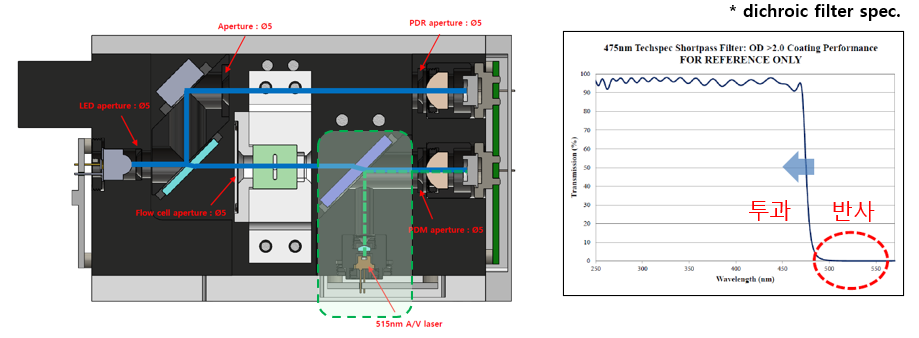 * dichroic filter spec.
Aperture : Ø5
PDR aperture : Ø5
LED aperture : Ø5
Flow cell aperture : Ø5
PDM aperture : Ø5
515nm A/V laser
475nm Techspec Shortpass Filter: OD >2.0 Coating Performance
FOR REFERENCE ONLY
Transmission (%)
100
90
80
70
60
50
40
30
20
10
0
투과 반사
250 300 350 400 450 500 550
Wavelength (nm)